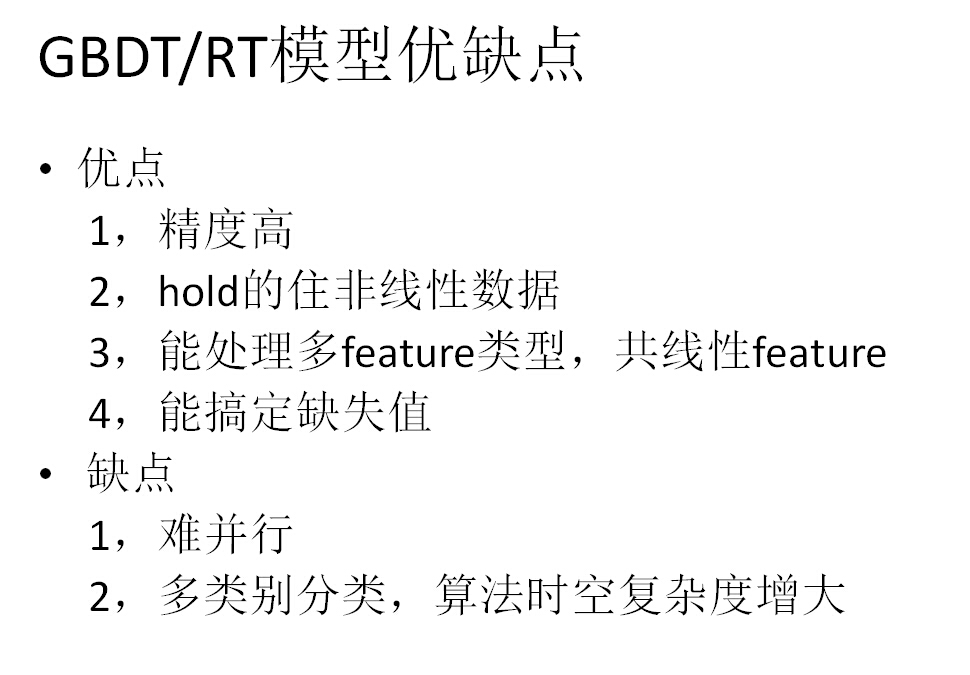 GBDT/RT模型优缺点
• 优点
1，精度高
2，hold的住非线性数据
3，能处理多feature类型，共线性feature
4，能搞定缺失值
• 缺点
1，难并行
2，多类别分类，算法时空复杂度增大